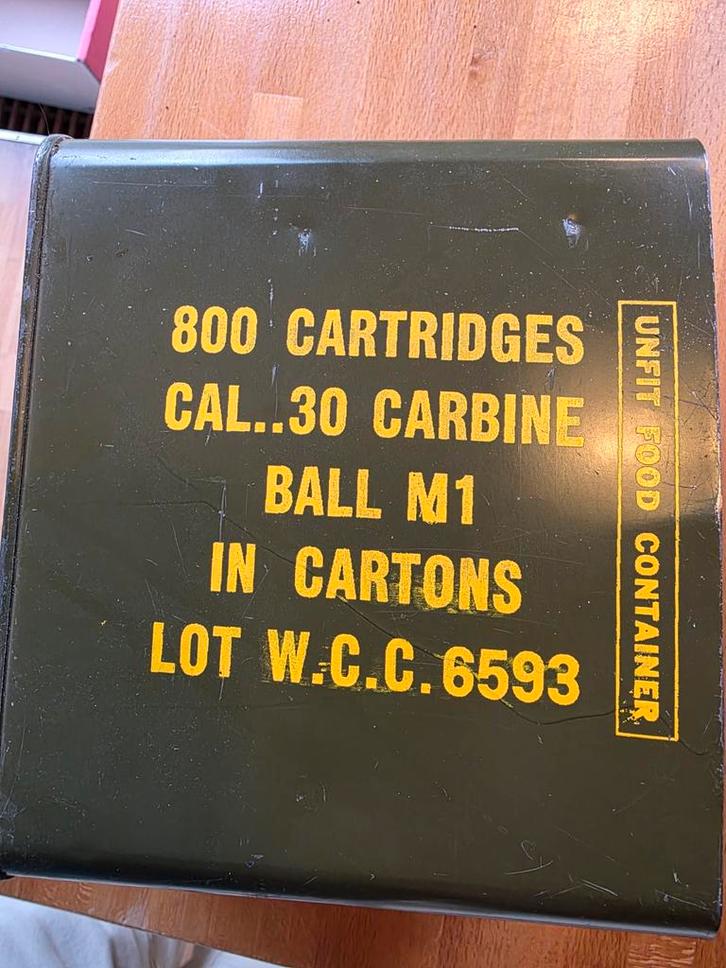 800 CARTRIDGES
CAL..30 CARBINE
BALL M1
IN CARTONS
LOT W.C.C. 6593
UNFIT FOOD CONTAINER